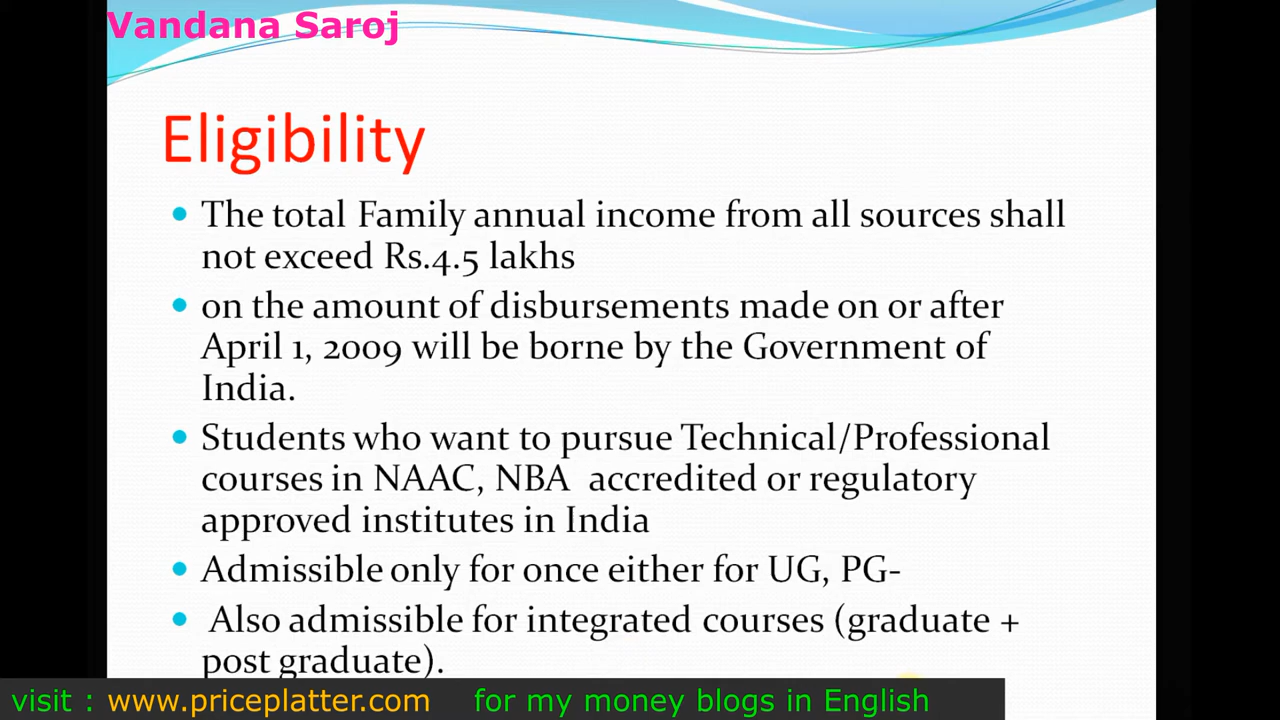 Vandana Saroj
Eligibility
• The total Family annual income from all sources shall
not exceed Rs.4.5 lakhs
• on the amount of disbursements made on or after
April 1, 2009 will be borne by the Government of
India.
• Students who want to pursue Technical/Professional
courses in NAAC, NBA  accredited or regulatory
approved institutes in India
• Admissible only for once either for UG, PG-
• Also admissible for integrated courses (graduate +
post graduate).
visit : www.priceplatter.com for my money blogs in English